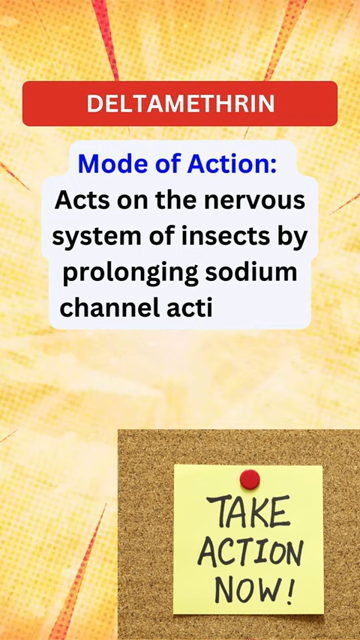 DELTAMETHRIN
Mode of Action:
Acts on the nervous
system of insects by
prolonging sodium
channel acti
TAKE
ACTION
NOW!